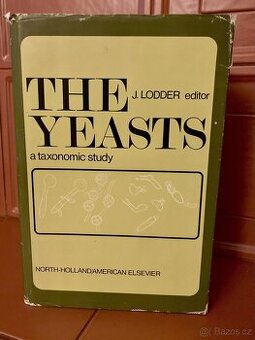 THE
J. LODDER editor
YEASTS
a taxonomic study
NORTH-HOLLAND/AMERICAN ELSEVIER
Bazos.cz